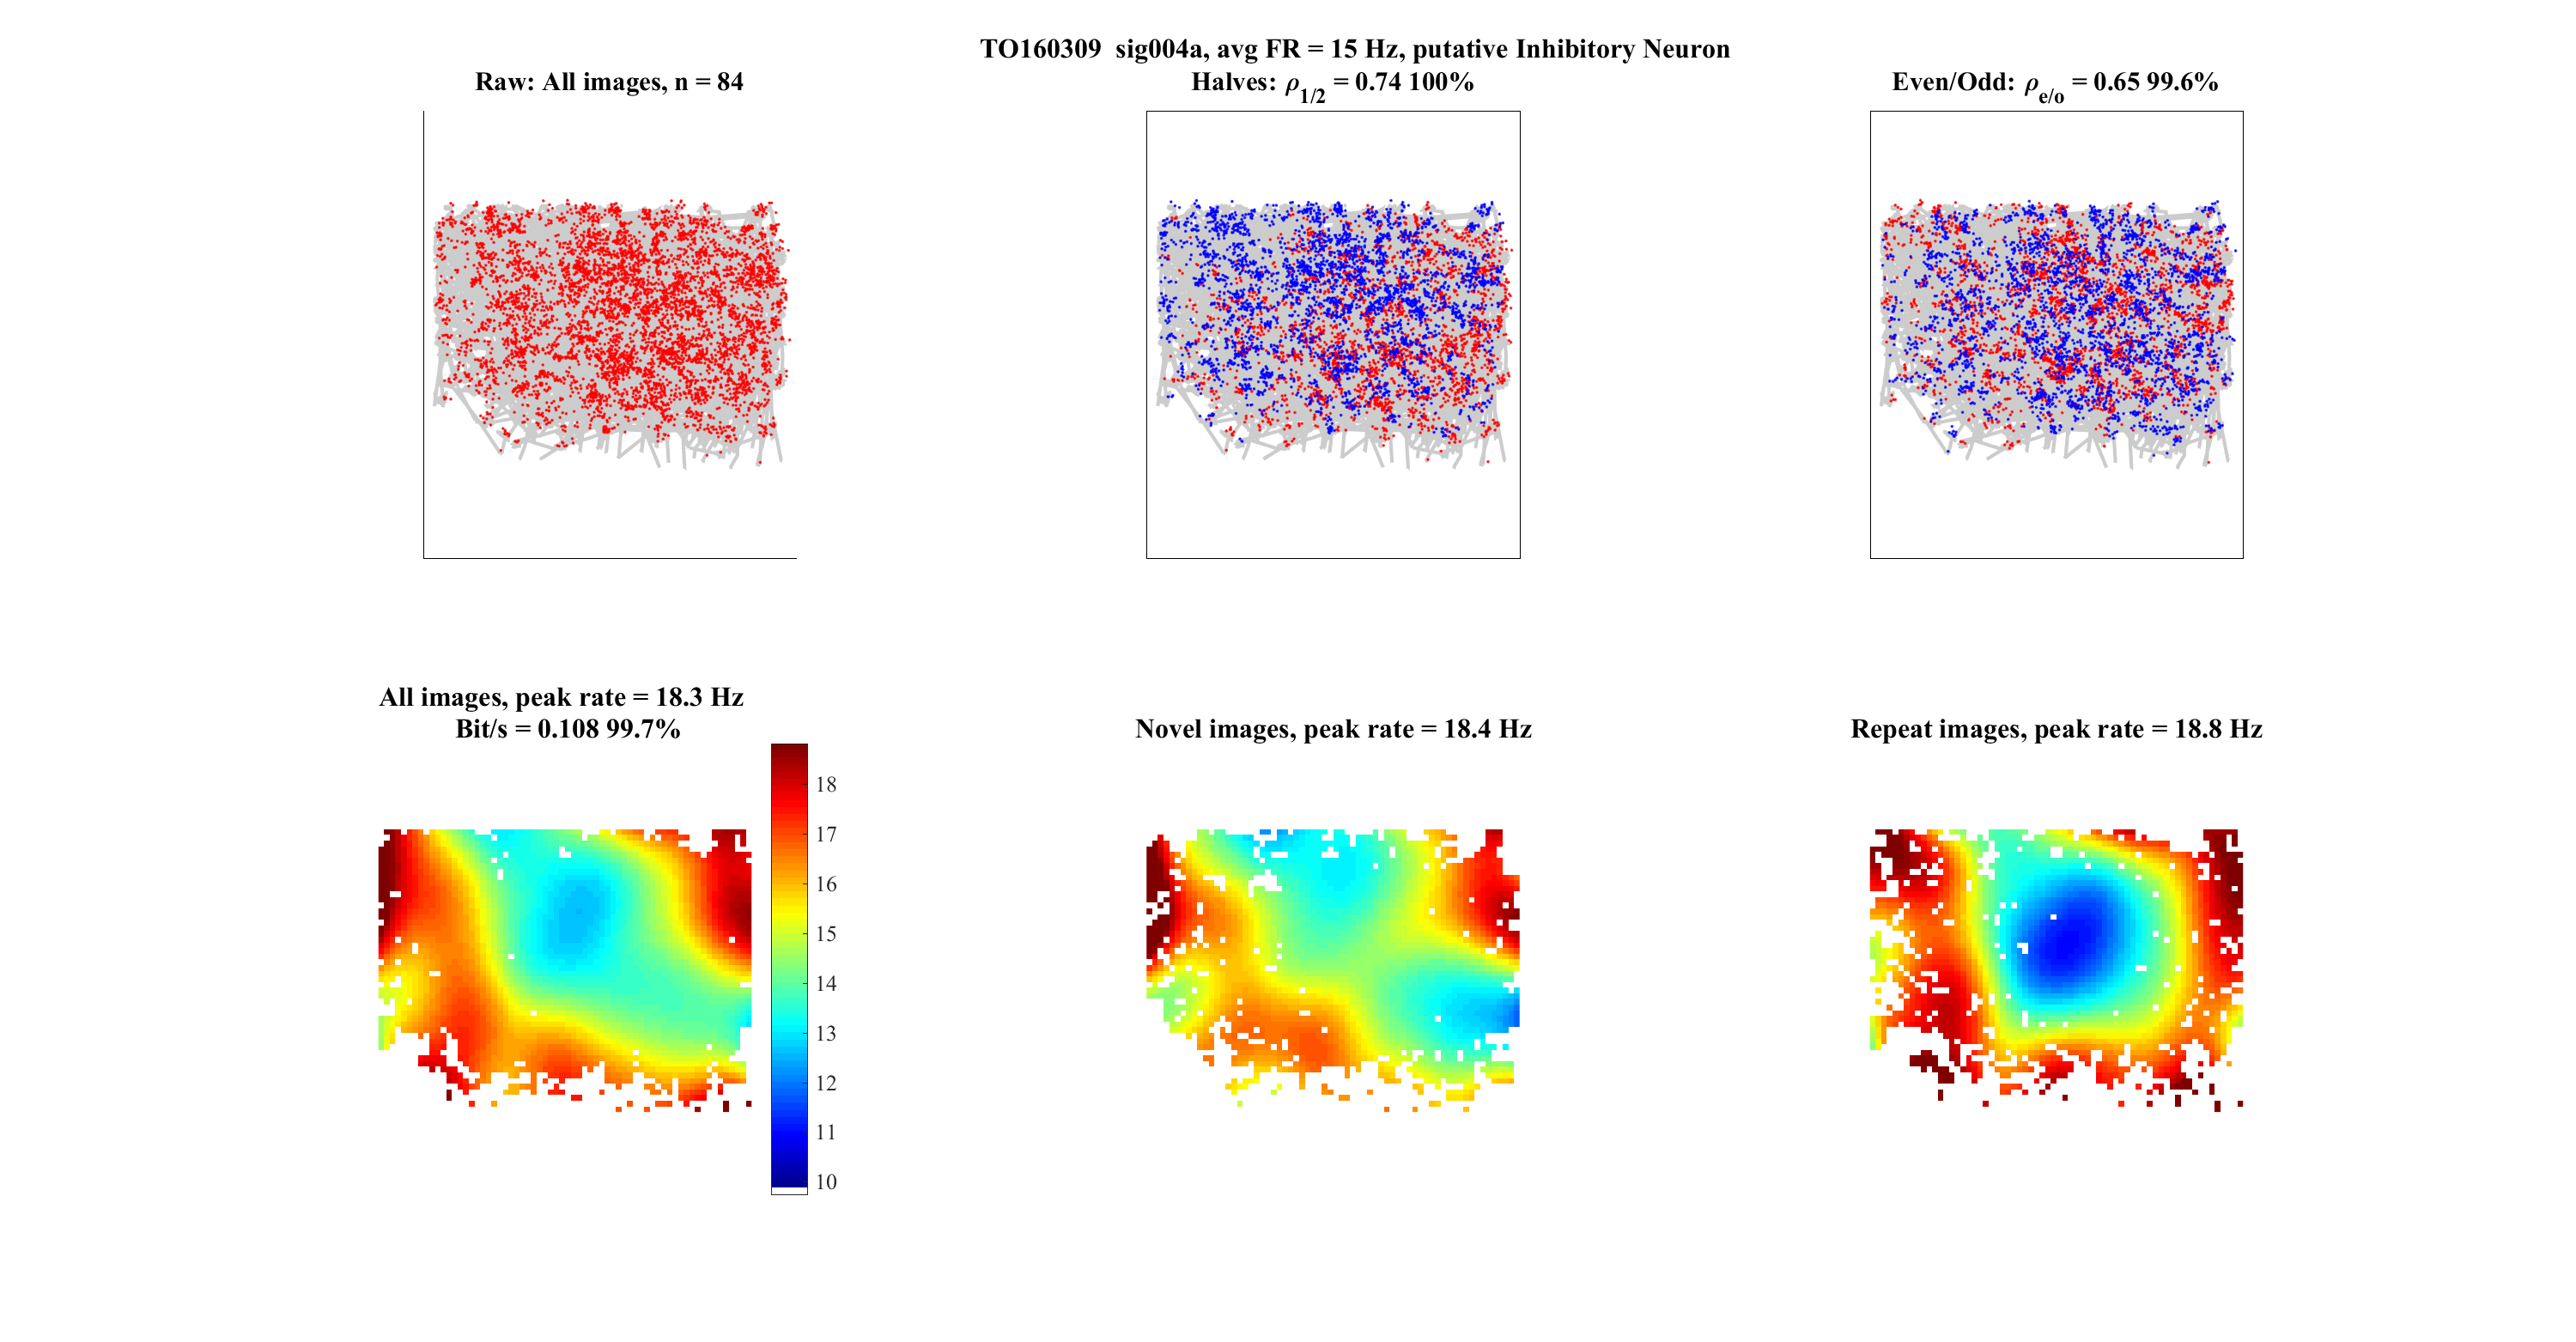 TO160309  sig004a, avg FR = 15 Hz, putative Inhibitory Neuron
Raw: All images, n = 84
Halves: ρ1/2 = 0.74 100%
Even/Odd: ρe/o = 0.65 99.6%
All images, peak rate = 18.3 Hz
Bit/s = 0.108 99.7%
Novel images, peak rate = 18.4 Hz
Repeat images, peak rate = 18.8 Hz
18
17
16
15
14
13
12
11
10